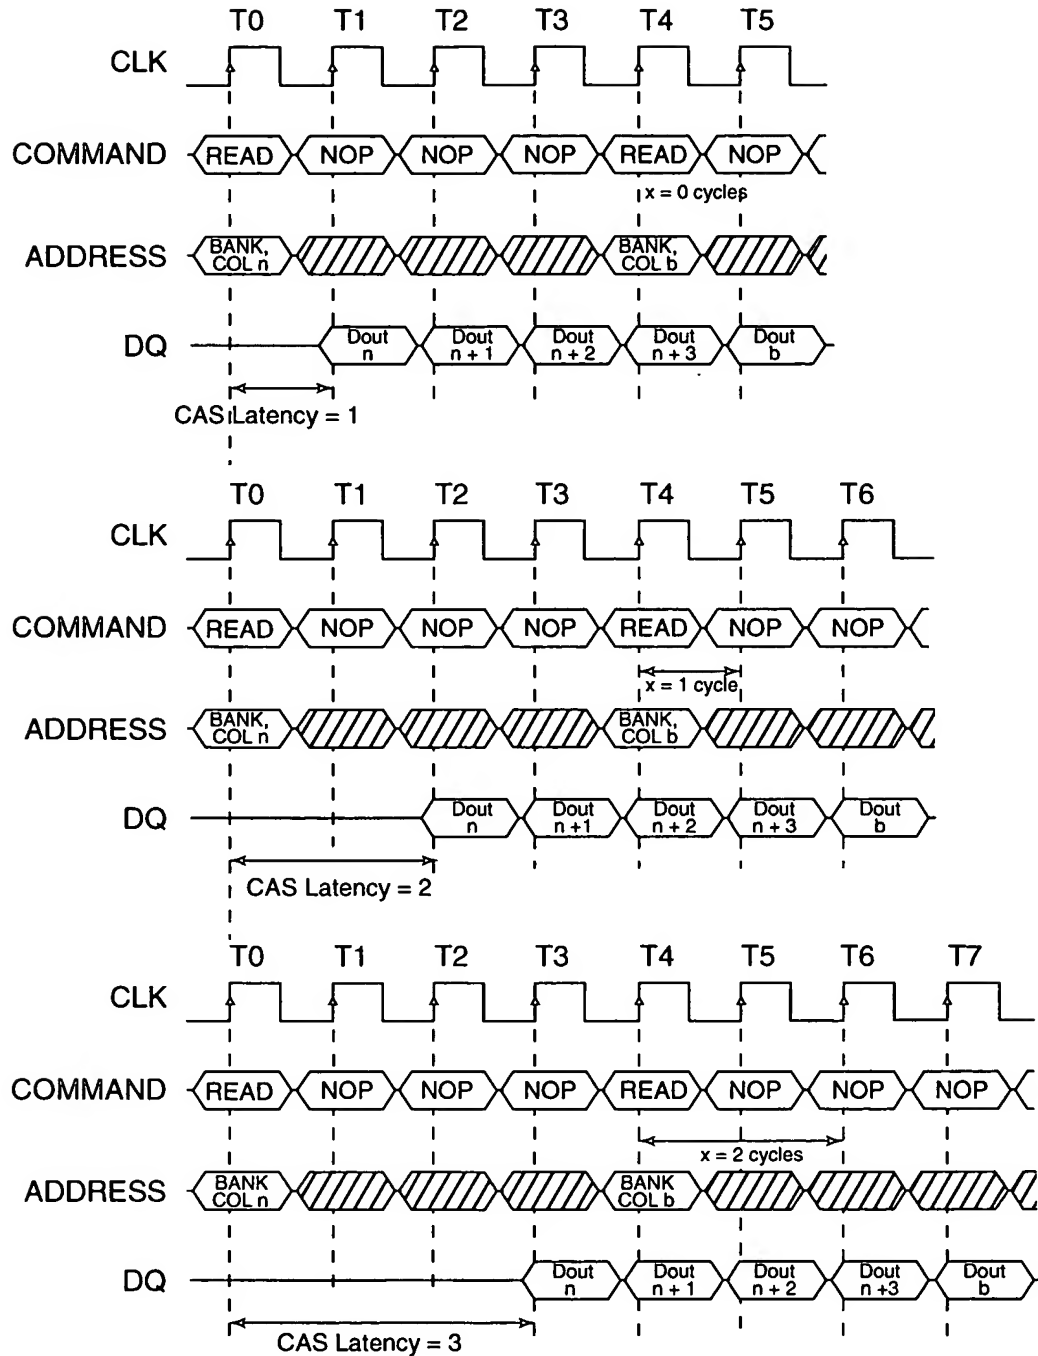 T0 T1 T2 T3 T4 T5
CLK
COMMAND READ NOP NOP NOP READ NOP
x = 0 cycles
ADDRESS BANK, COL n BANK, COL b
DQ Dout n Dout n + 1 Dout n + 2 Dout n + 3 Dout b
CAS Latency = 1
T0 T1 T2 T3 T4 T5 T6
CLK
COMMAND READ NOP NOP NOP READ NOP NOP
x = 1 cycle
ADDRESS BANK, COL n BANK, COL b
DQ Dout n Dout n +1 Dout n + 2 Dout n + 3 Dout b
CAS Latency = 2
T0 T1 T2 T3 T4 T5 T6 T7
CLK
COMMAND READ NOP NOP NOP READ NOP NOP NOP
x = 2 cycles
ADDRESS BANK COL n BANK COL b
DQ Dout n Dout n + 1 Dout n + 2 Dout n +3 Dout b
CAS Latency = 3